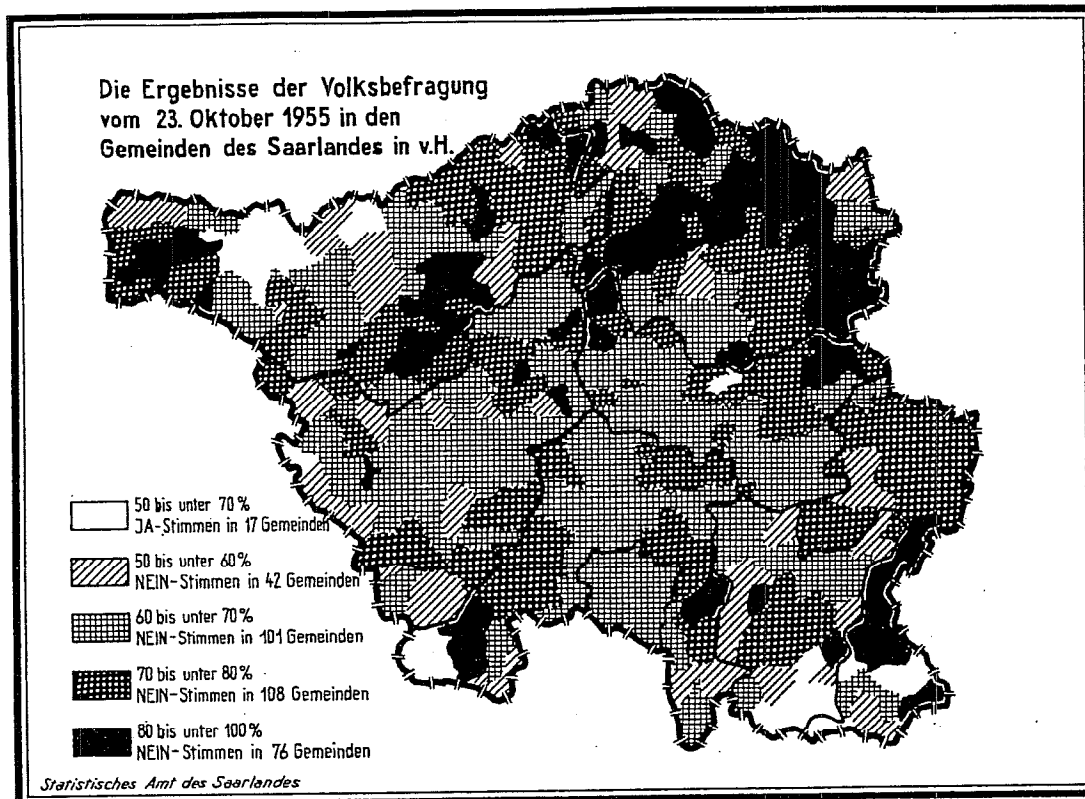 Die Ergebnisse der Volksbefragung
vom 23. Oktober 1955 in den
Gemeinden des Saarlandes in v.H.
50 bis unter 70%
JA-Stimmen in 17 Gemeinden
50 bis unter 60%
NEIN-Stimmen in 42 Gemeinden
60 bis unter 70%
NEIN-Stimmen in 101 Gemeinden
70 bis unter 80%
NEIN-Stimmen in 108 Gemeinden
80 bis unter 100%
NEIN-Stimmen in 76 Gemeinden
Statistisches Amt des Saarlandes